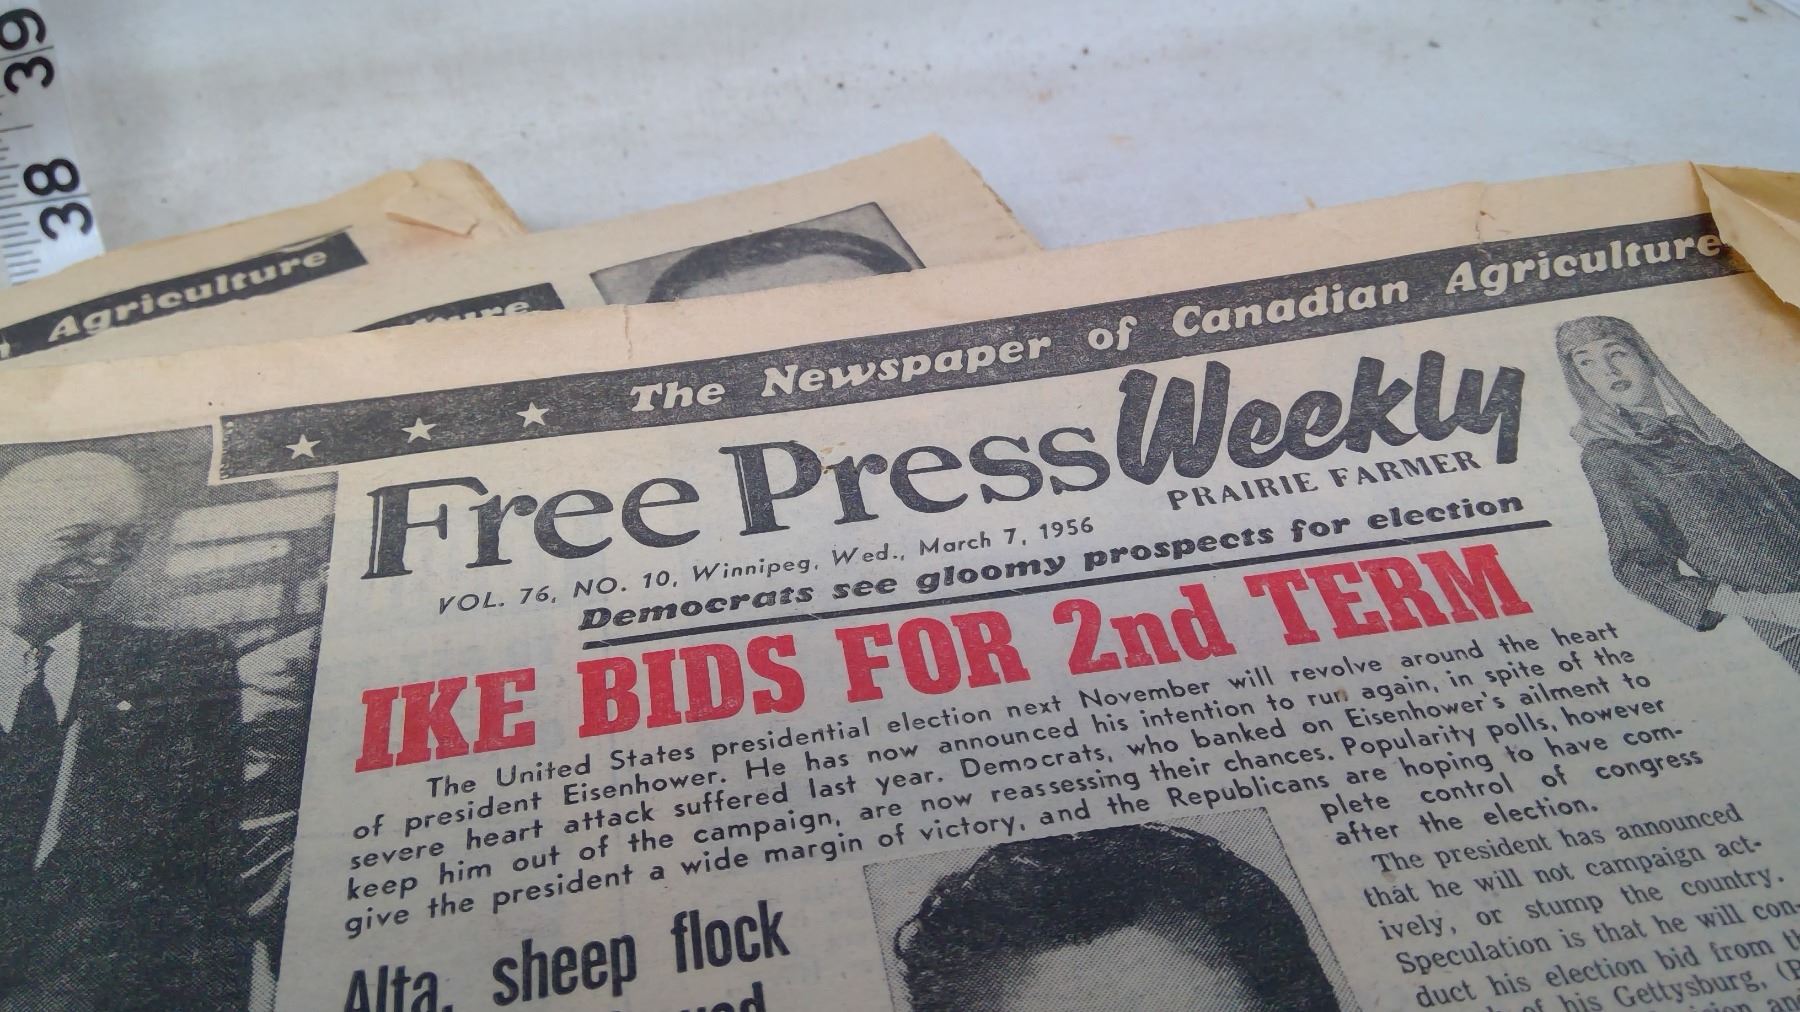 39
38
Agriculture
The Newspaper of Canadian Agriculture
Free Press Weekly
PRAIRIE FARMER
VOL. 76, NO. 10, Winnipeg, Wed., March 7, 1956
Democrats see gloomy prospects for election
IKE BIDS FOR 2nd TERM
The United States presidential election next November will revolve around the heart
of president Eisenhower. He has now announced his intention to run again, in spite of the
severe heart attack suffered last year. Democrats, who banked on Eisenhower's ailment to
keep him out of the campaign, are now reassessing their chances. Popularity polls, however
give the president a wide margin of victory, and the Republicans are hoping to have com-
plete control of congress
after the election.
The president has announced
that he will not campaign act-
ively, or stump the country.
Speculation is that he will con-
duct his election bid from
of his Gettysburg,
Alta. sheep flock